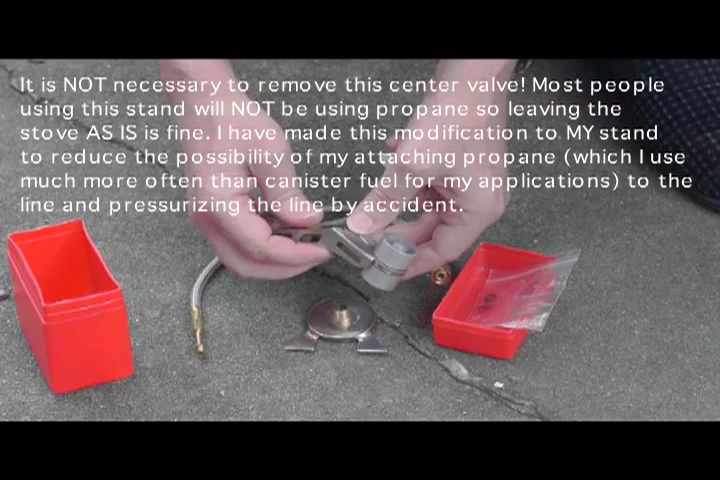 It is NOT necessary to remove this center valve! Most people
using this stand will NOT be using propane so leaving the
stove AS IS is fine. I have made this modification to MY stand
to reduce the possibility of my attaching propane (which I use
much more often than canister fuel for my applications) to the
line and pressurizing the line by accident.